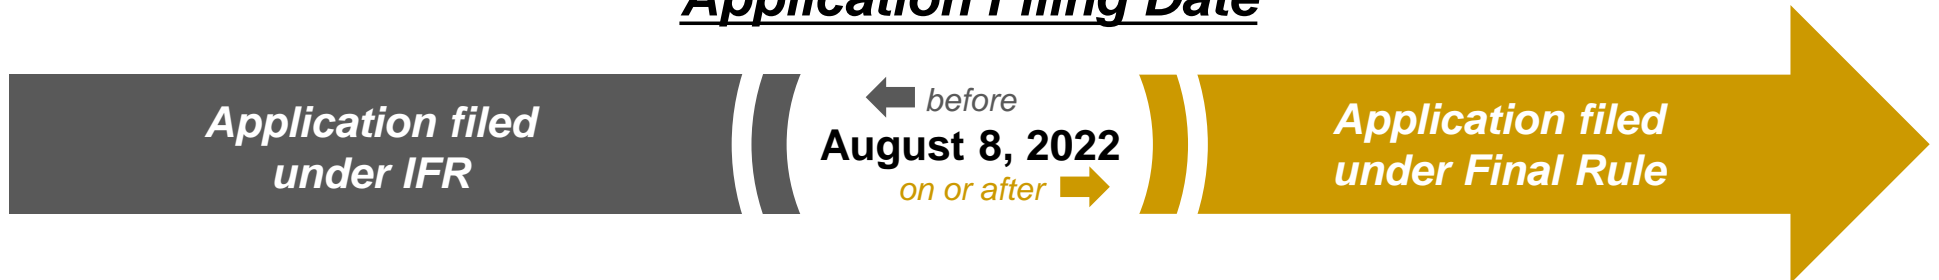 Application Filing Date
Application filed
under IFR
before
August 8, 2022
on or after
Application filed
under Final Rule